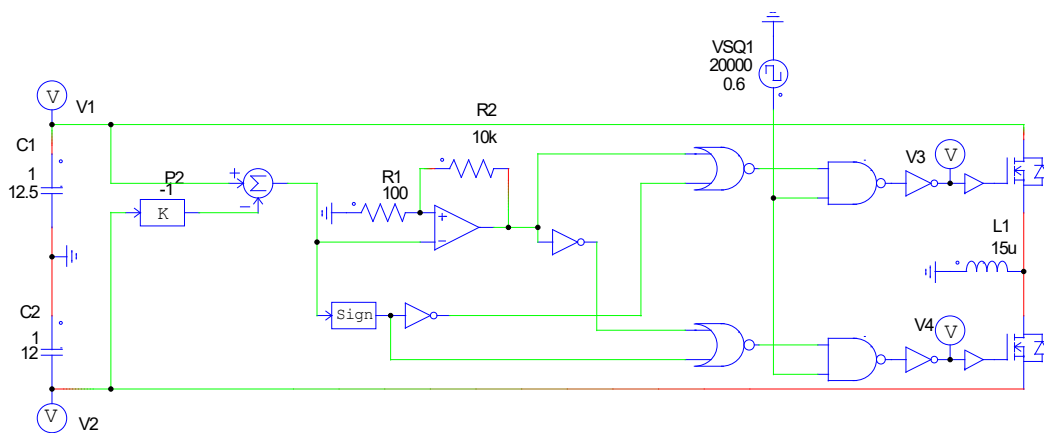 VSQ1
20000
0.6
V
V1
R2
10k
C1
1
12.5
P2
-1
K
+
Σ
-
R1
100
+
-
V3
V
L1
15u
C2
1
12
Sign
V4
V
V
V2